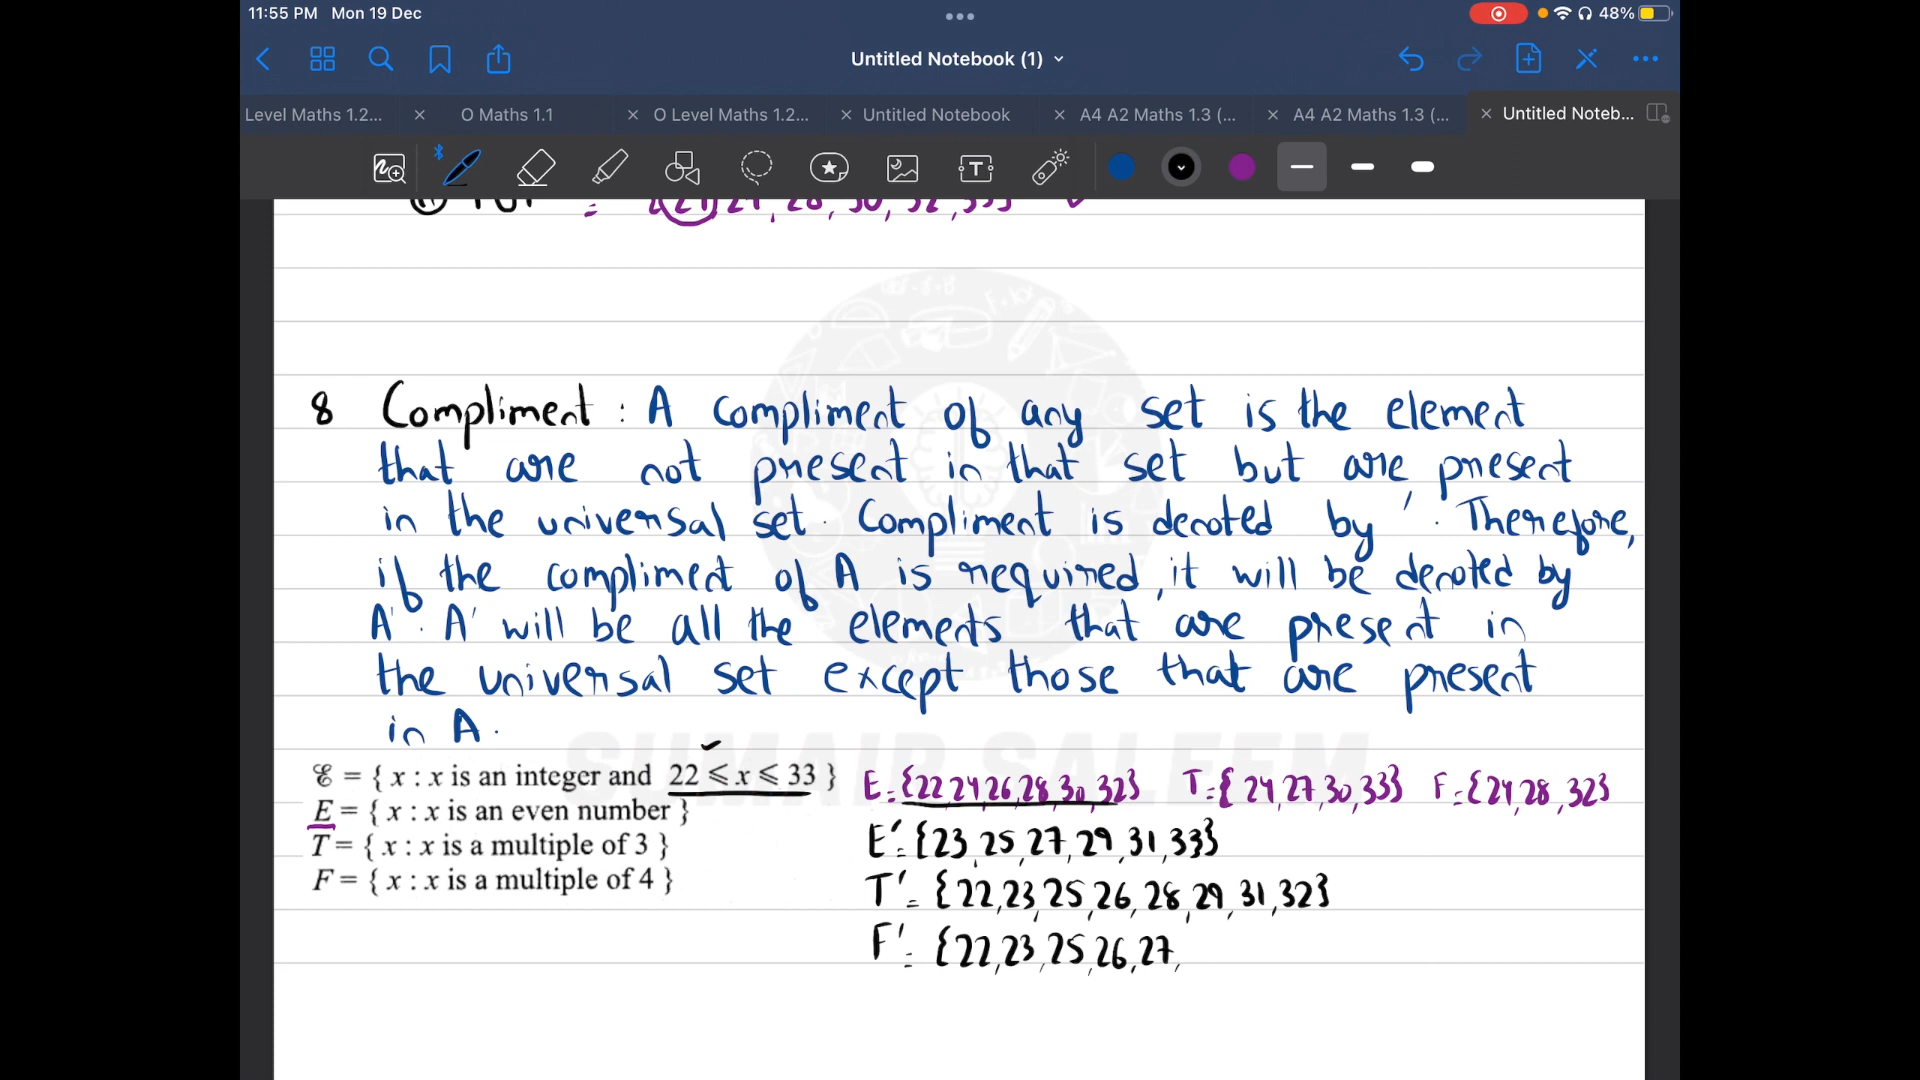 11:55 PM Mon 19 Dec
48%
Untitled Notebook (1)
Level Maths 1.2...
O Maths 1.1
O Level Maths 1.2...
Untitled Notebook
A4 A2 Maths 1.3 (...
A4 A2 Maths 1.3 (...
Untitled Noteb...
8 Compliment : A compliment of any set is the element
that are not present in that set but are present
in the universal set. Compliment is denoted by '. Therefore,
if the compliment of A is required, it will be denoted by
A'. A' will be all the elements that are present in
the universal set except those that are present
in A.
SUMAIR SALEEM
ℰ = { x : x is an integer and 22 ⩽ x ⩽ 33 }
E = { x : x is an even number }
T = { x : x is a multiple of 3 }
F = { x : x is a multiple of 4 }
E = {22,24,26,28,30,32} T = {24,27,30,33} F = {24,28,32}
E' = {23,25,27,29,31,33}
T' = {22,23,25,26,28,29,31,32}
F' = {22,23,25,26,27,